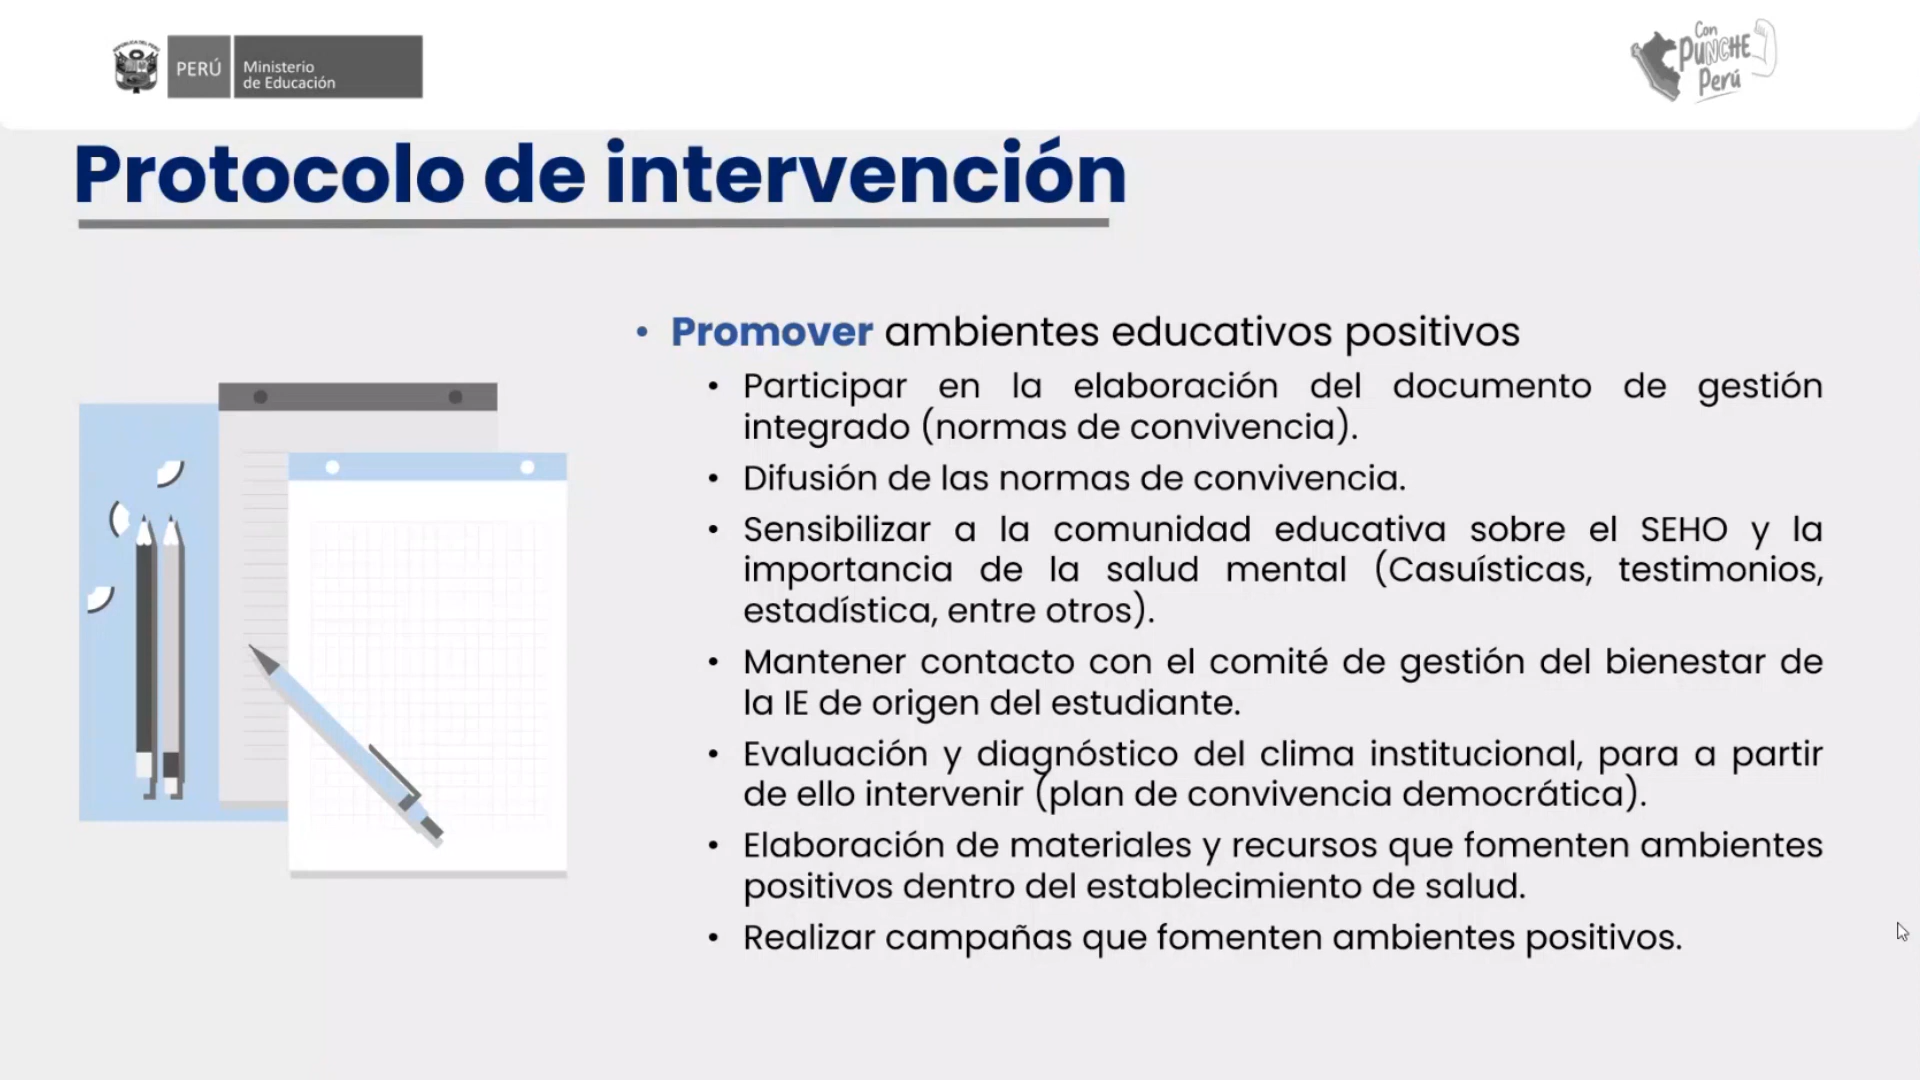 REPÚBLICA DEL PERÚ
PERÚ
Ministerio
de Educación
Con
PUNCHE
Perú
Protocolo de intervención
• Promover ambientes educativos positivos
• Participar en la elaboración del documento de gestión
integrado (normas de convivencia).
• Difusión de las normas de convivencia.
• Sensibilizar a la comunidad educativa sobre el SEHO y la
importancia de la salud mental (Casuísticas, testimonios,
estadística, entre otros).
• Mantener contacto con el comité de gestión del bienestar de
la IE de origen del estudiante.
• Evaluación y diagnóstico del clima institucional, para a partir
de ello intervenir (plan de convivencia democrática).
• Elaboración de materiales y recursos que fomenten ambientes
positivos dentro del establecimiento de salud.
• Realizar campañas que fomenten ambientes positivos.